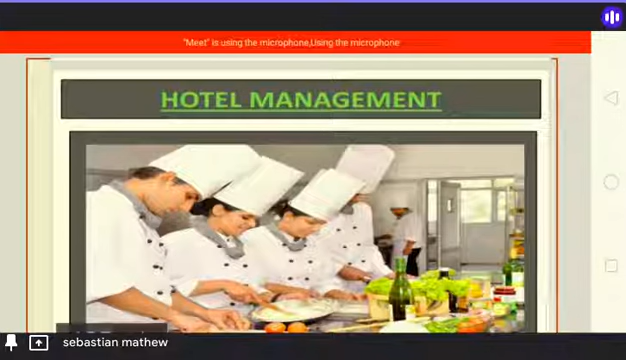 "Meet" is using the microphone,Using the microphone
HOTEL MANAGEMENT
sebastian mathew